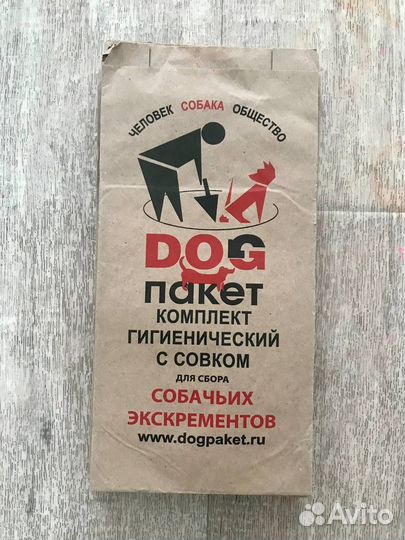 ЧЕЛОВЕК СОБАКА ОБЩЕСТВО
DOG
пакет
КОМПЛЕКТ
ГИГИЕНИЧЕСКИЙ
С СОВКОМ
ДЛЯ СБОРА
СОБАЧЬИХ
ЭКСКРЕМЕНТОВ
www.dogpaket.ru
Avito